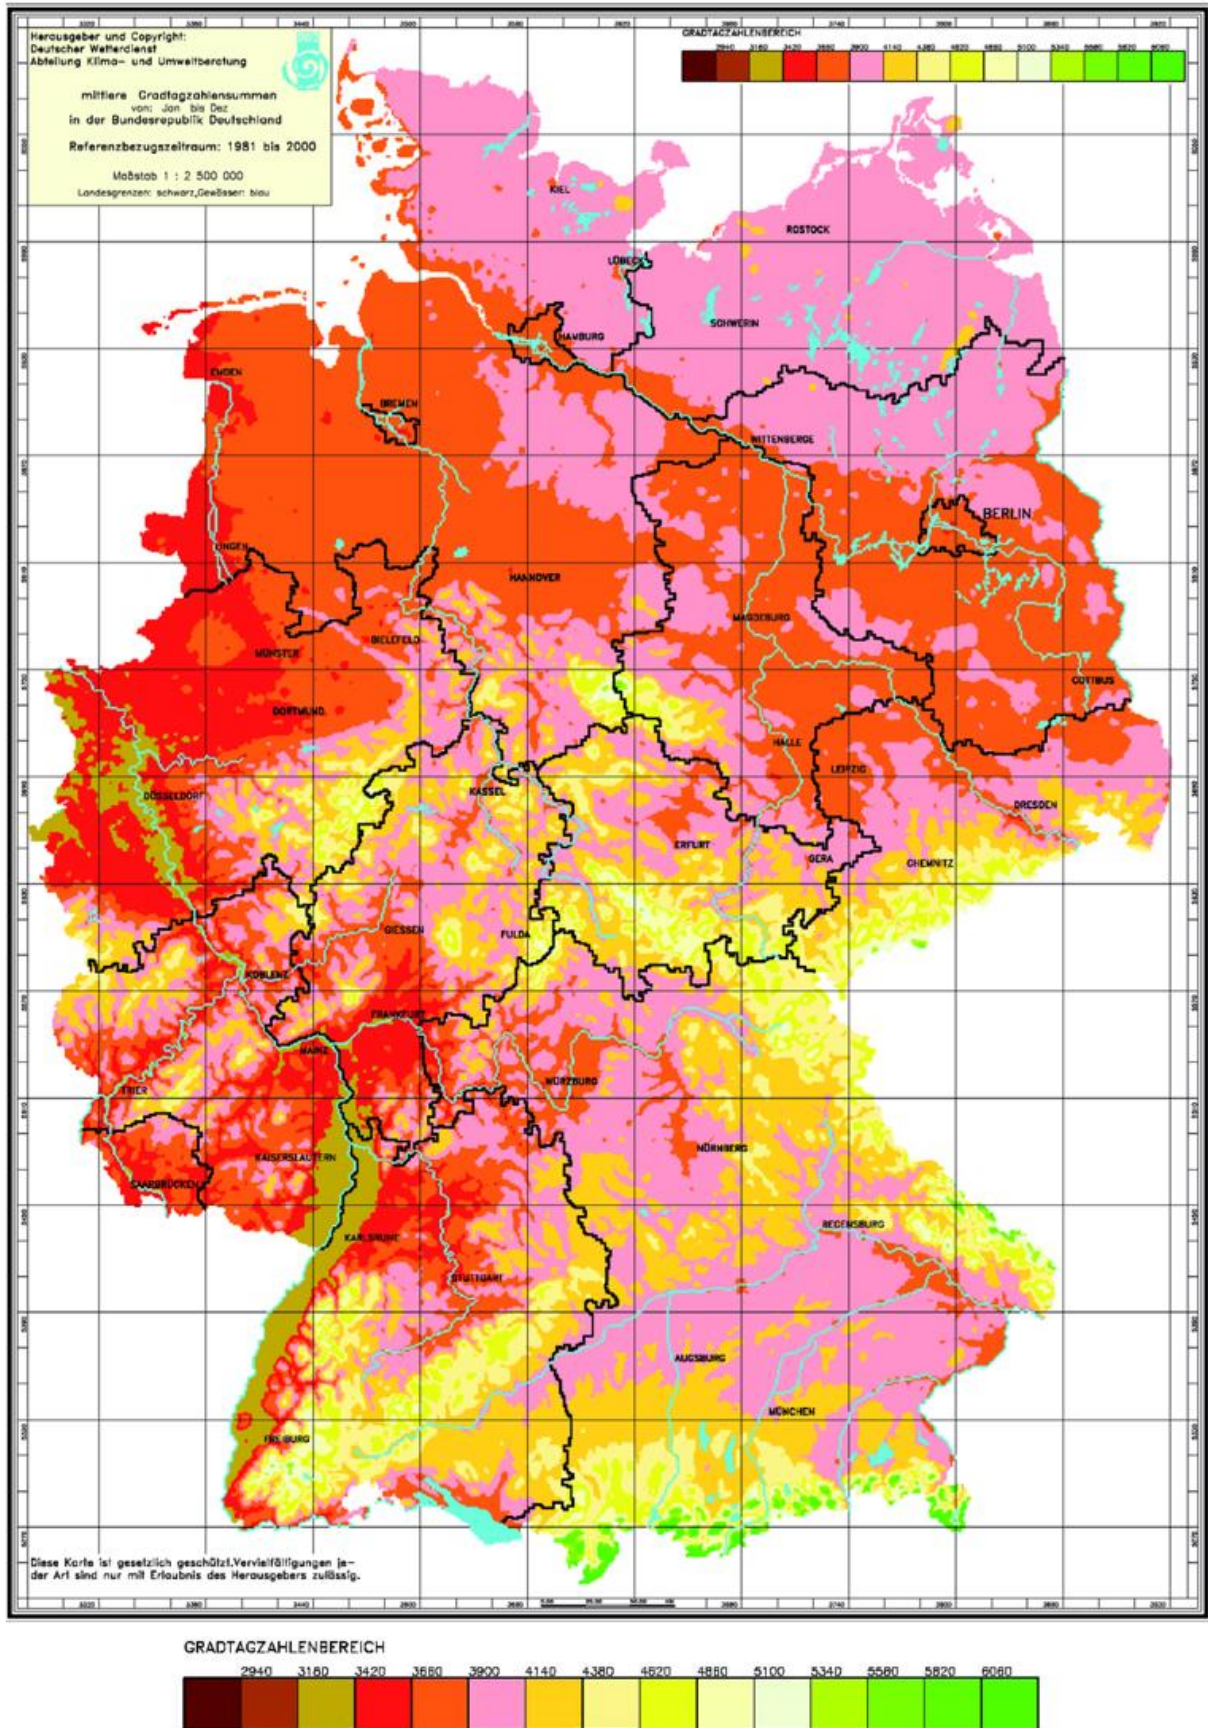 Herausgeber und Copyright:
Deutscher Wetterdienst
Abteilung Klima- und Umweltberatung
mittlere Gradtagzahlensummen
von: Jan bis Dez
in der Bundesrepublik Deutschland
Referenzbezugszeitraum: 1981 bis 2000
Maßstab 1 : 2 500 000
Landesgrenzen: schwarz,Gewässer: blau
GRADTAGZAHLENBEREICH
2940 3160 3420 3660 3900 4140 4380 4620 4860 5100 5340 5580 5820 6060
KIEL
ROSTOCK
LÜBECK
SCHWERIN
HAMBURG
EMDEN
BREMEN
WITTENBERGE
BERLIN
LINGEN
HANNOVER
MAGDEBURG
BIELEFELD
MÜNSTER
COTTBUS
DORTMUND
HALLE
LEIPZIG
DÜSSELDORF
KASSEL
DRESDEN
ERFURT
GERA
CHEMNITZ
GIESSEN
FULDA
KOBLENZ
FRANKFURT
MAINZ
WÜRZBURG
TRIER
NÜRNBERG
KAISERSLAUTERN
SAARBRÜCKEN
REGENSBURG
KARLSRUHE
STUTTGART
AUGSBURG
MÜNCHEN
FREIBURG
Diese Karte ist gesetzlich geschützt.Vervielfältigungen je-
der Art sind nur mit Erlaubnis des Herausgebers zulässig.
GRADTAGZAHLENBEREICH
2940 3160 3420 3660 3900 4140 4380 4620 4860 5100 5340 5580 5820 6060